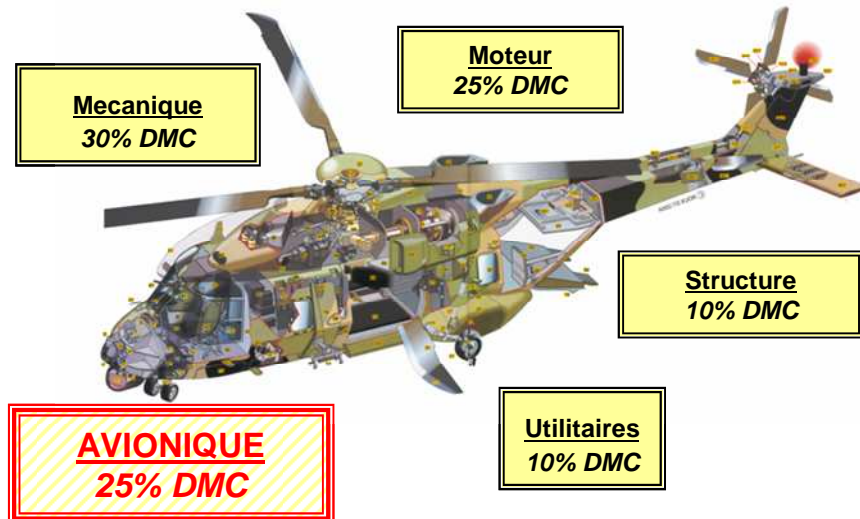 Moteur
25% DMC
Mecanique
30% DMC
Structure
10% DMC
Utilitaires
10% DMC
AVIONIQUE
25% DMC